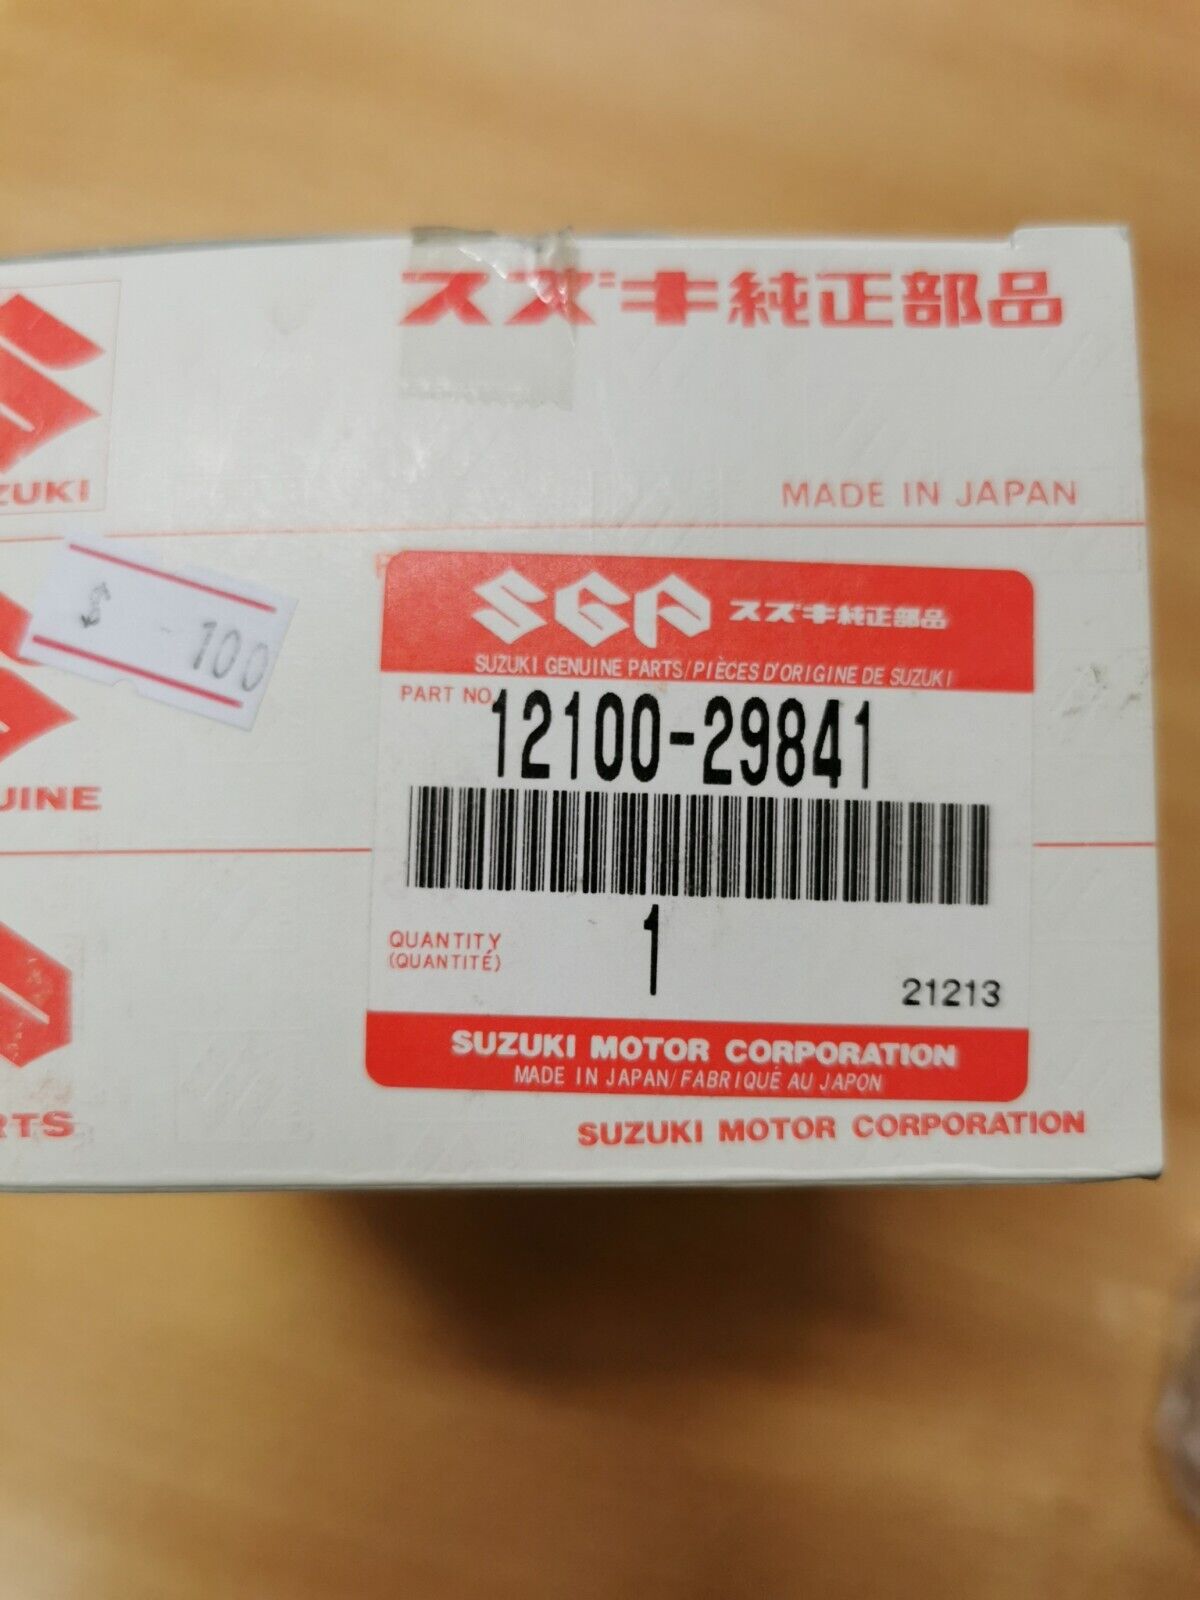 スズキ純正部品
ZUKI
MADE IN JAPAN
$ -100
SGP スズキ純正部品
SUZUKI GENUINE PARTS/PIÈCES D'ORIGINE DE SUZUKI
PART NO.
12100-29841
UINE
1
QUANTITY
(QUANTITÉ)
21213
SUZUKI MOTOR CORPORATION
MADE IN JAPAN/FABRIQUÉ AU JAPON
RTS
SUZUKI MOTOR CORPORATION